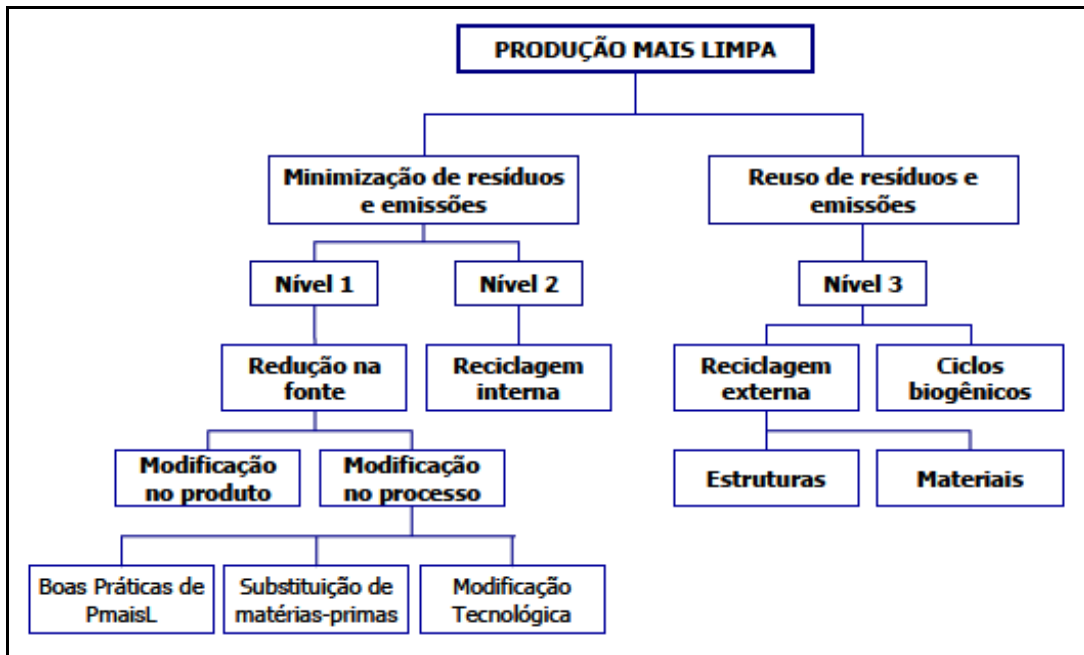 PRODUÇÃO MAIS LIMPA
Minimização de resíduos
e emissões
Reuso de resíduos e
emissões
Nível 1
Nível 2
Nível 3
Redução na
fonte
Reciclagem
interna
Reciclagem
externa
Ciclos
biogênicos
Modificação
no produto
Modificação
no processo
Estruturas
Materiais
Boas Práticas de
PmaisL
Substituição de
matérias-primas
Modificação
Tecnológica